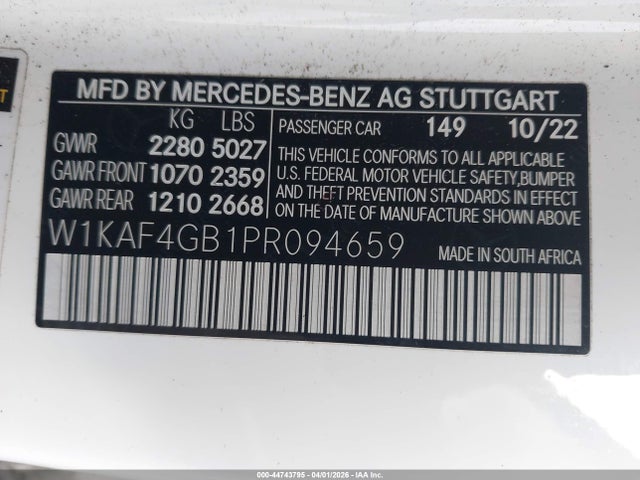 MFD BY MERCEDES-BENZ AG STUTTGART
KG LBS
GWWR 2280 5027
GAWR FRONT 1070 2359
GAWR REAR 1210 2668
PASSENGER CAR 149 10/22
THIS VEHICLE CONFORMS TO ALL APPLICABLE
U.S. FEDERAL MOTOR VEHICLE SAFETY,BUMPER
AND THEFT PREVENTION STANDARDS IN EFFECT
ON THE DATE OF MANUFACTURE SHOWN ABOVE.
W1KAF4GB1PR094659
MADE IN SOUTH AFRICA
000-44743795 - 04/01/2026 - IAA Inc.